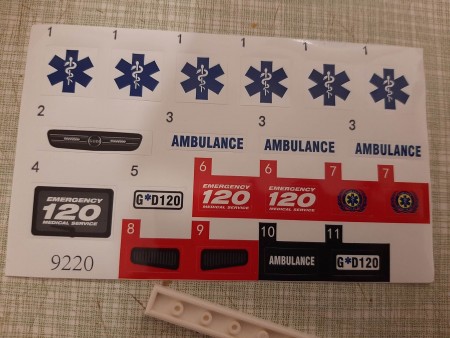 1 1 1 1 1 1
2 3 3 3
AMBULANCE AMBULANCE AMBULANCE
4 5 6 6 7 7
EMERGENCY
120
MEDICAL SERVICE
G*D120
EMERGENCY
120
MEDICAL SERVICE
EMERGENCY
120
MEDICAL SERVICE
8 9 10 11
AMBULANCE
G*D120
9220